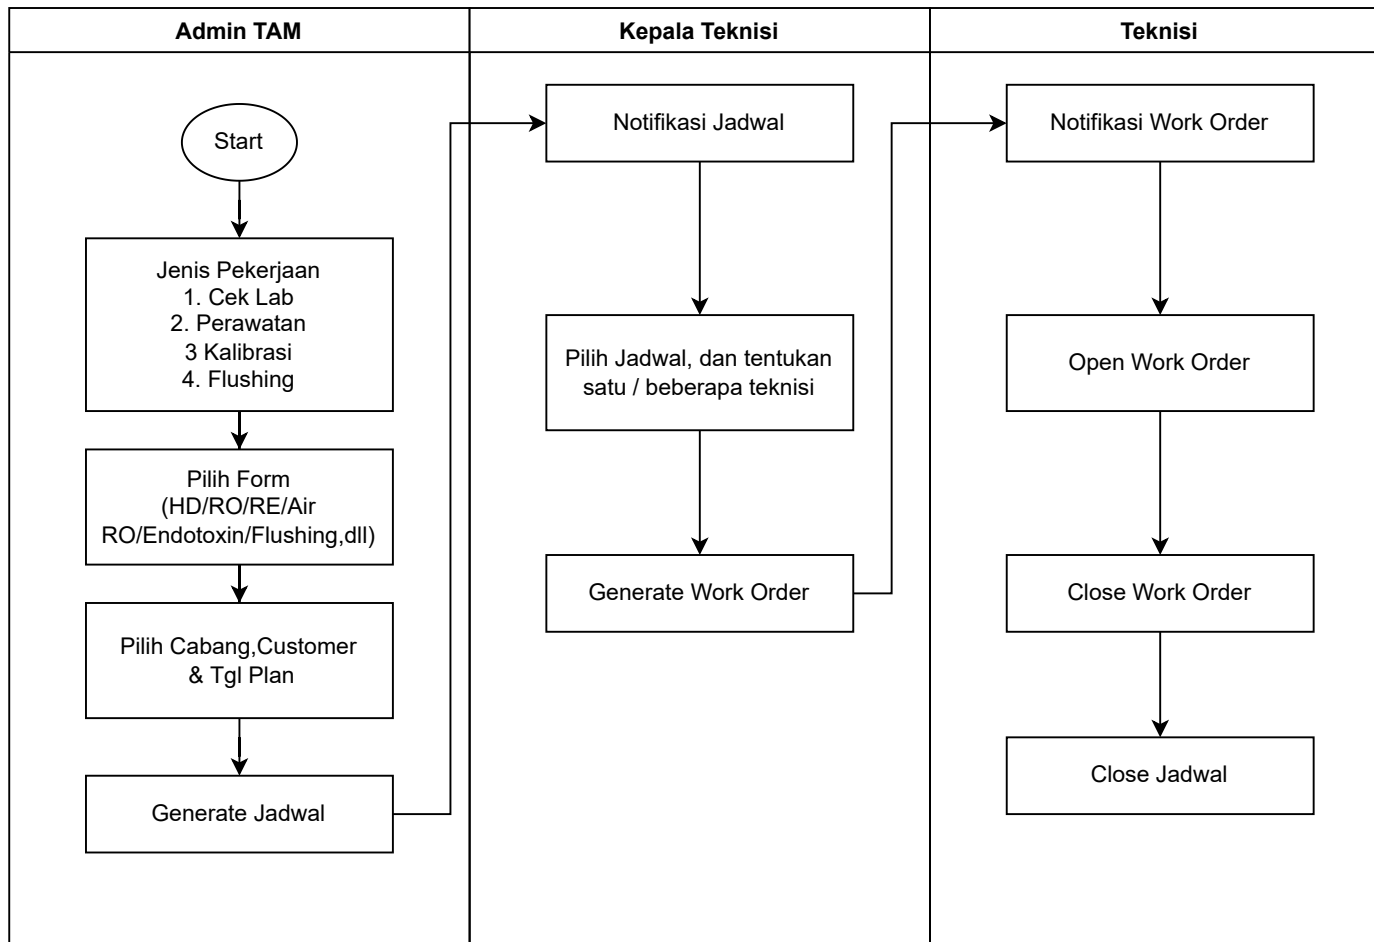 Admin TAM
Kepala Teknisi
Teknisi
Start
Jenis Pekerjaan
1. Cek Lab
2. Perawatan
3 Kalibrasi
4. Flushing
Pilih Form
(HD/RO/RE/Air
RO/Endotoxin/Flushing,dll)
Pilih Cabang,Customer
& Tgl Plan
Generate Jadwal
Notifikasi Jadwal
Pilih Jadwal, dan tentukan
satu / beberapa teknisi
Generate Work Order
Notifikasi Work Order
Open Work Order
Close Work Order
Close Jadwal